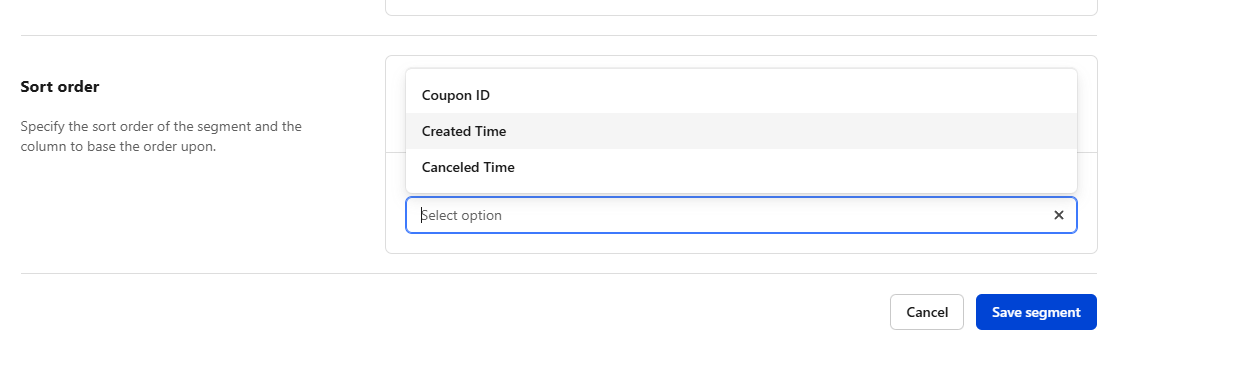 Sort order
Specify the sort order of the segment and the
column to base the order upon.
Coupon ID
Created Time
Canceled Time
Select option
Cancel
Save segment